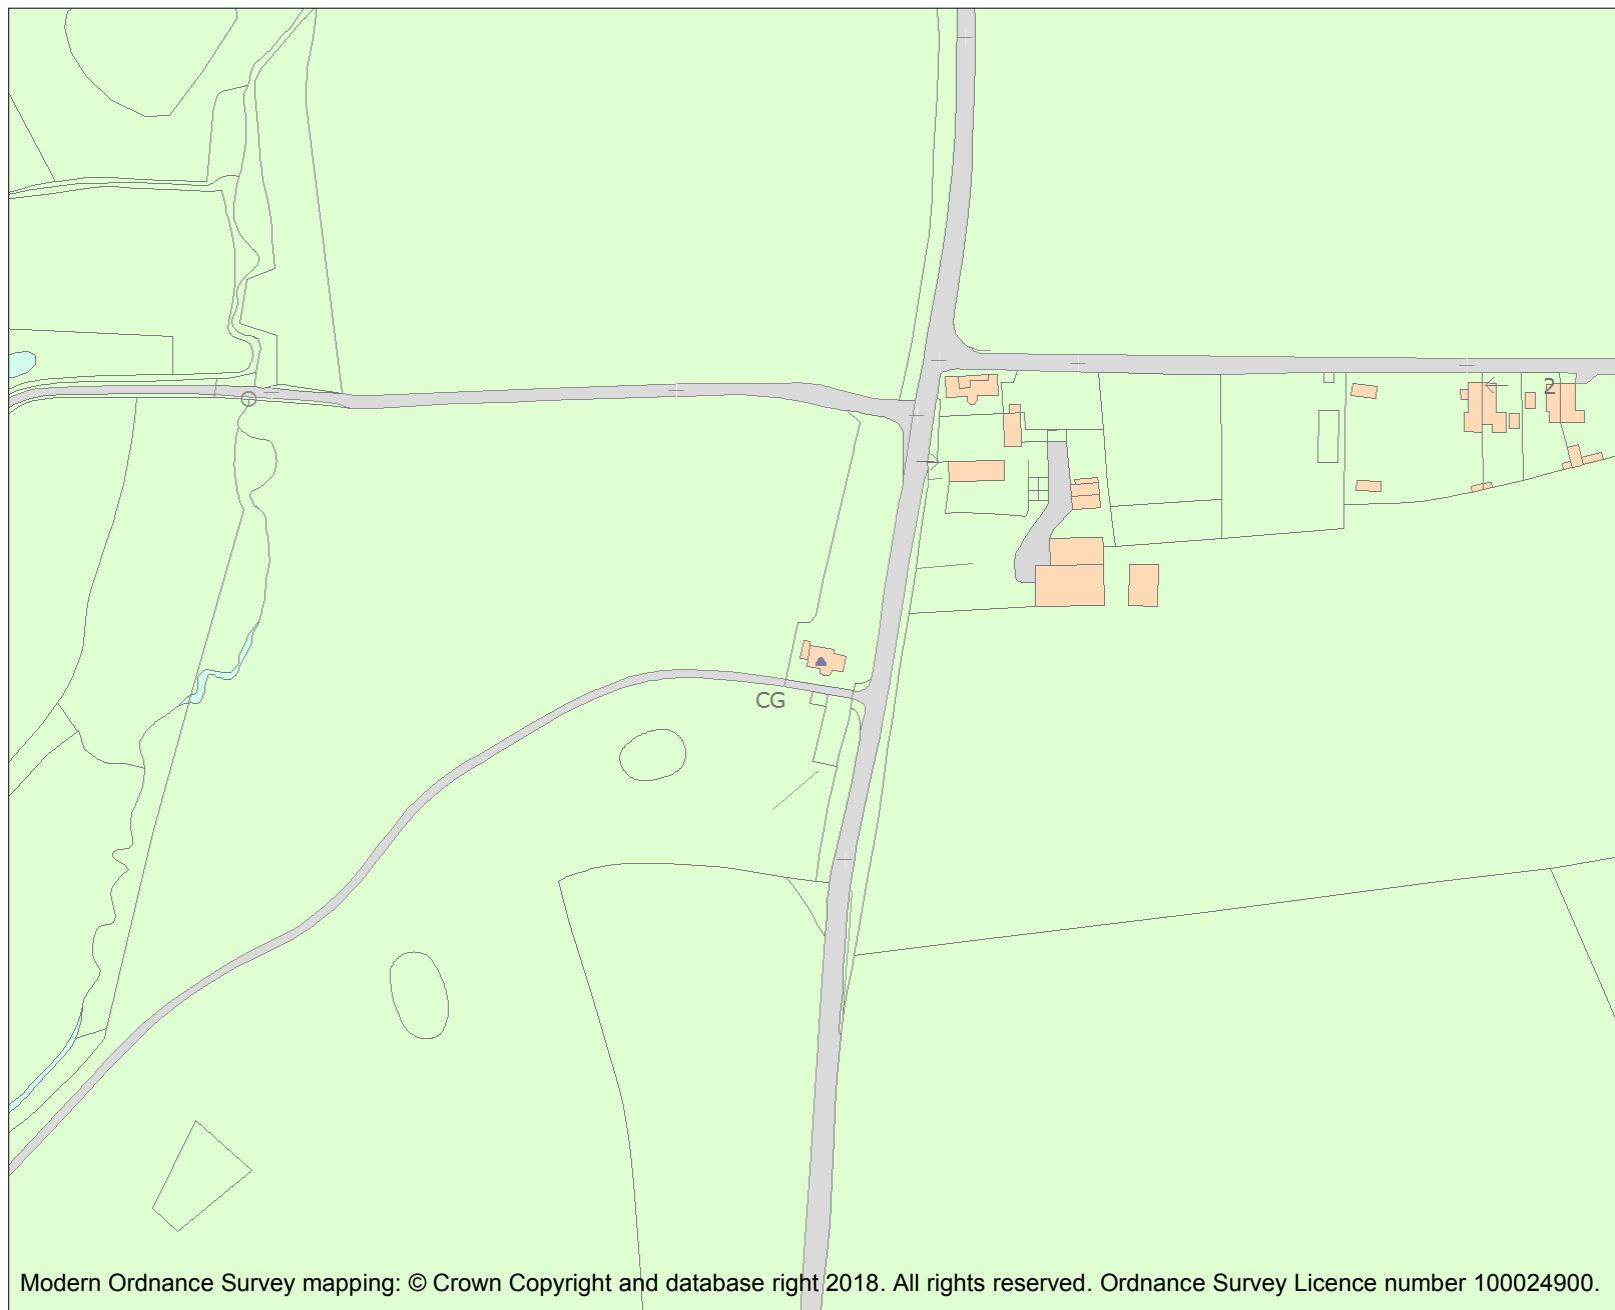 2
CG
Modern Ordnance Survey mapping: © Crown Copyright and database right 2018. All rights reserved. Ordnance Survey Licence number 100024900.